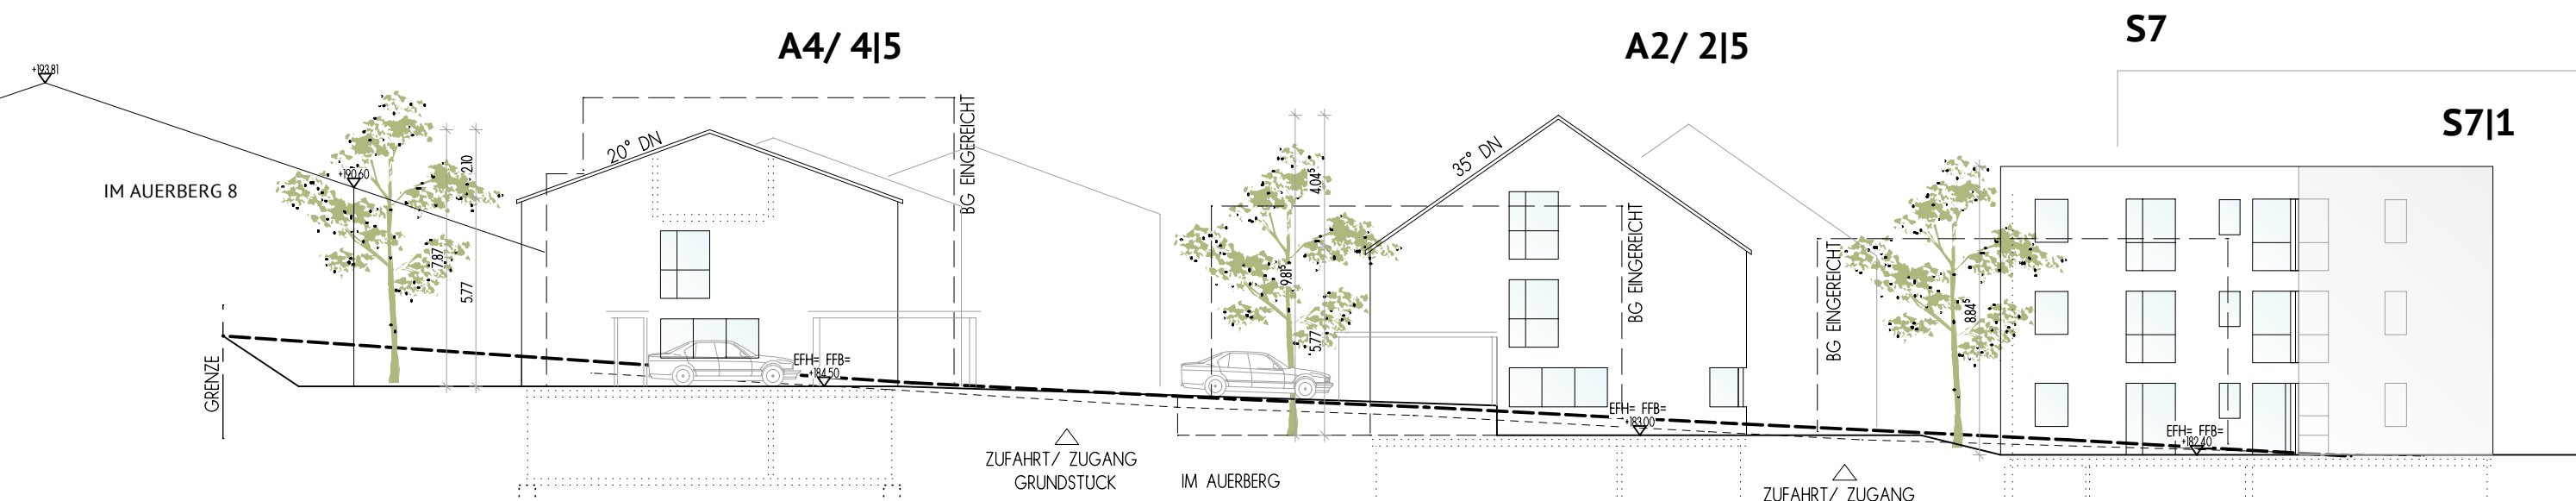 S7
A4/ 4|5
A2/ 2|5
+193.81
S7|1
20° DN
BG EINGEREICHT
35° DN
2.10
+190.60
IM AUERBERG 8
4.04⁵
BG EINGEREICHT
7.87
5.77
9.81⁵
BG EINGEREICHT
8.84⁵
5.77
EFH= FFB=
+184.50
GRENZE
EFH= FFB=
+183.00
EFH= FFB=
+182.40
ZUFAHRT/ ZUGANG
GRUNDSTÜCK
IM AUERBERG
ZUFAHRT/ ZUGANG